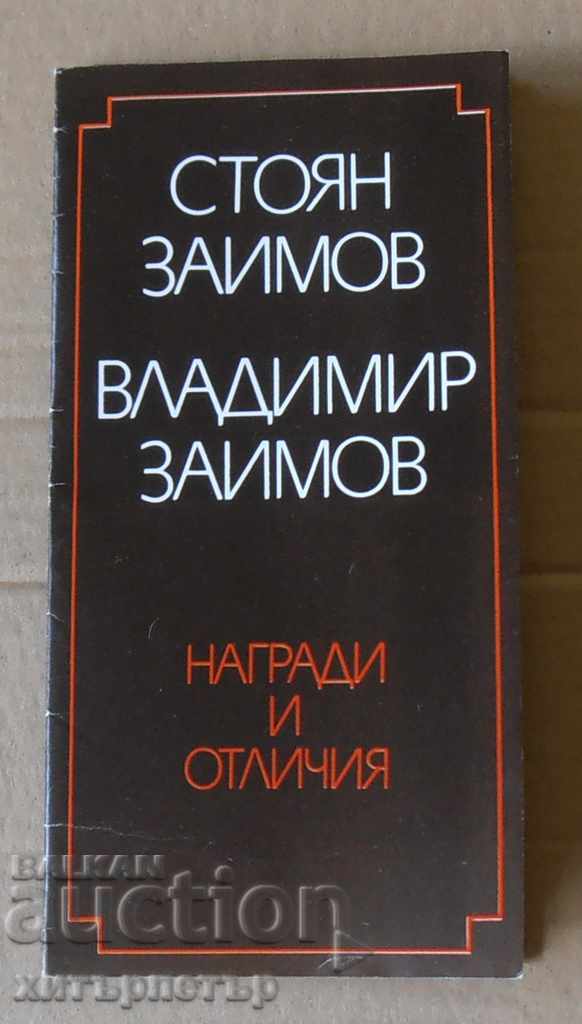 СТОЯН
ЗАИМОВ
ВЛАДИМИР
ЗАИМОВ
НАГРАДИ
И
ОТЛИЧИЯ
BALKAN
auction
хитърпетър